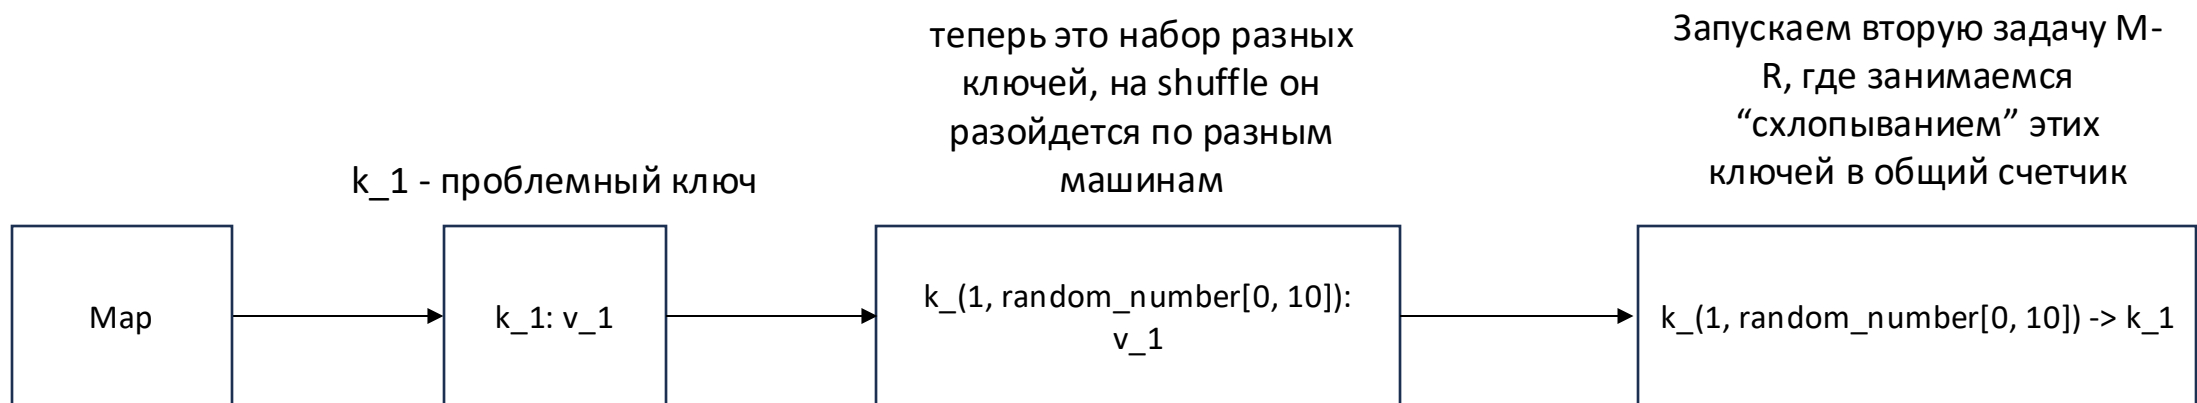 теперь это набор разных
ключей, на shuffle он
разойдется по разным
машинам
Запускаем вторую задачу M-
R, где занимаемся
“схлопыванием” этих
ключей в общий счетчик
k_1 - проблемный ключ
Map
k_1: v_1
k_(1, random_number[0, 10]):
v_1
k_(1, random_number[0, 10]) -> k_1